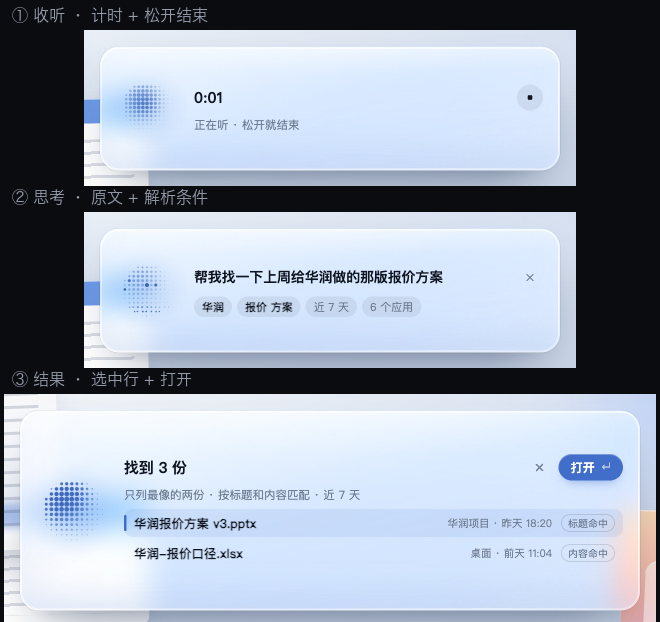 ① 收听 · 计时 + 松开结束
0:01
正在听 · 松开就结束
② 思考 · 原文 + 解析条件
帮我找一下上周给华润做的那版报价方案 ×
华润 报价 方案 近 7 天 6 个应用
③ 结果 · 选中行 + 打开
找到 3 份 × 打开 ↵
只列最像的两份 · 按标题和内容匹配 · 近 7 天
华润报价方案 v3.pptx 华润项目 · 昨天 18:20 标题命中
华润-报价口径.xlsx 桌面 · 前天 11:04 内容命中